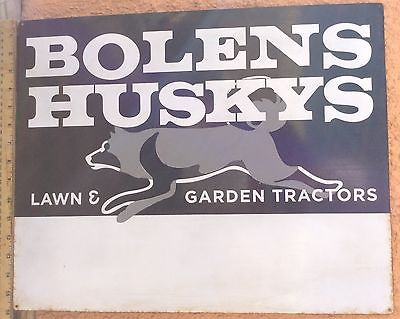 BOLENS
HUSKYS
LAWN & GARDEN TRACTORS